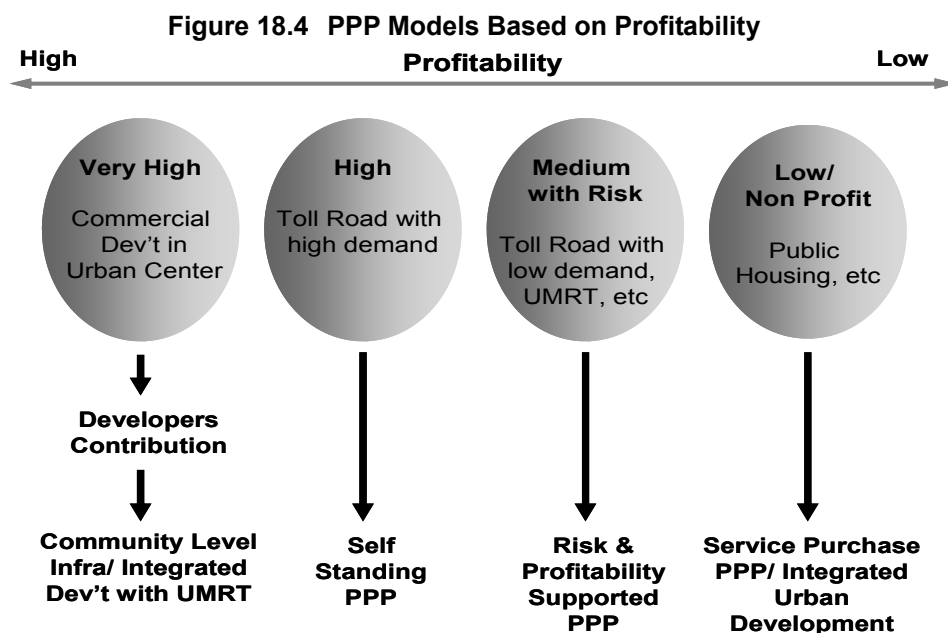 Figure 18.4 PPP Models Based on Profitability
High
Profitability
Low
Very High
Commercial
Dev't in
Urban Center
High
Toll Road with
high demand
Medium
with Risk
Toll Road with
low demand,
UMRT, etc
Low/
Non Profit
Public
Housing, etc
Developers
Contribution
Community Level
Infra/ Integrated
Dev't with UMRT
Self
Standing
PPP
Risk &
Profitability
Supported
PPP
Service Purchase
PPP/ Integrated
Urban
Development